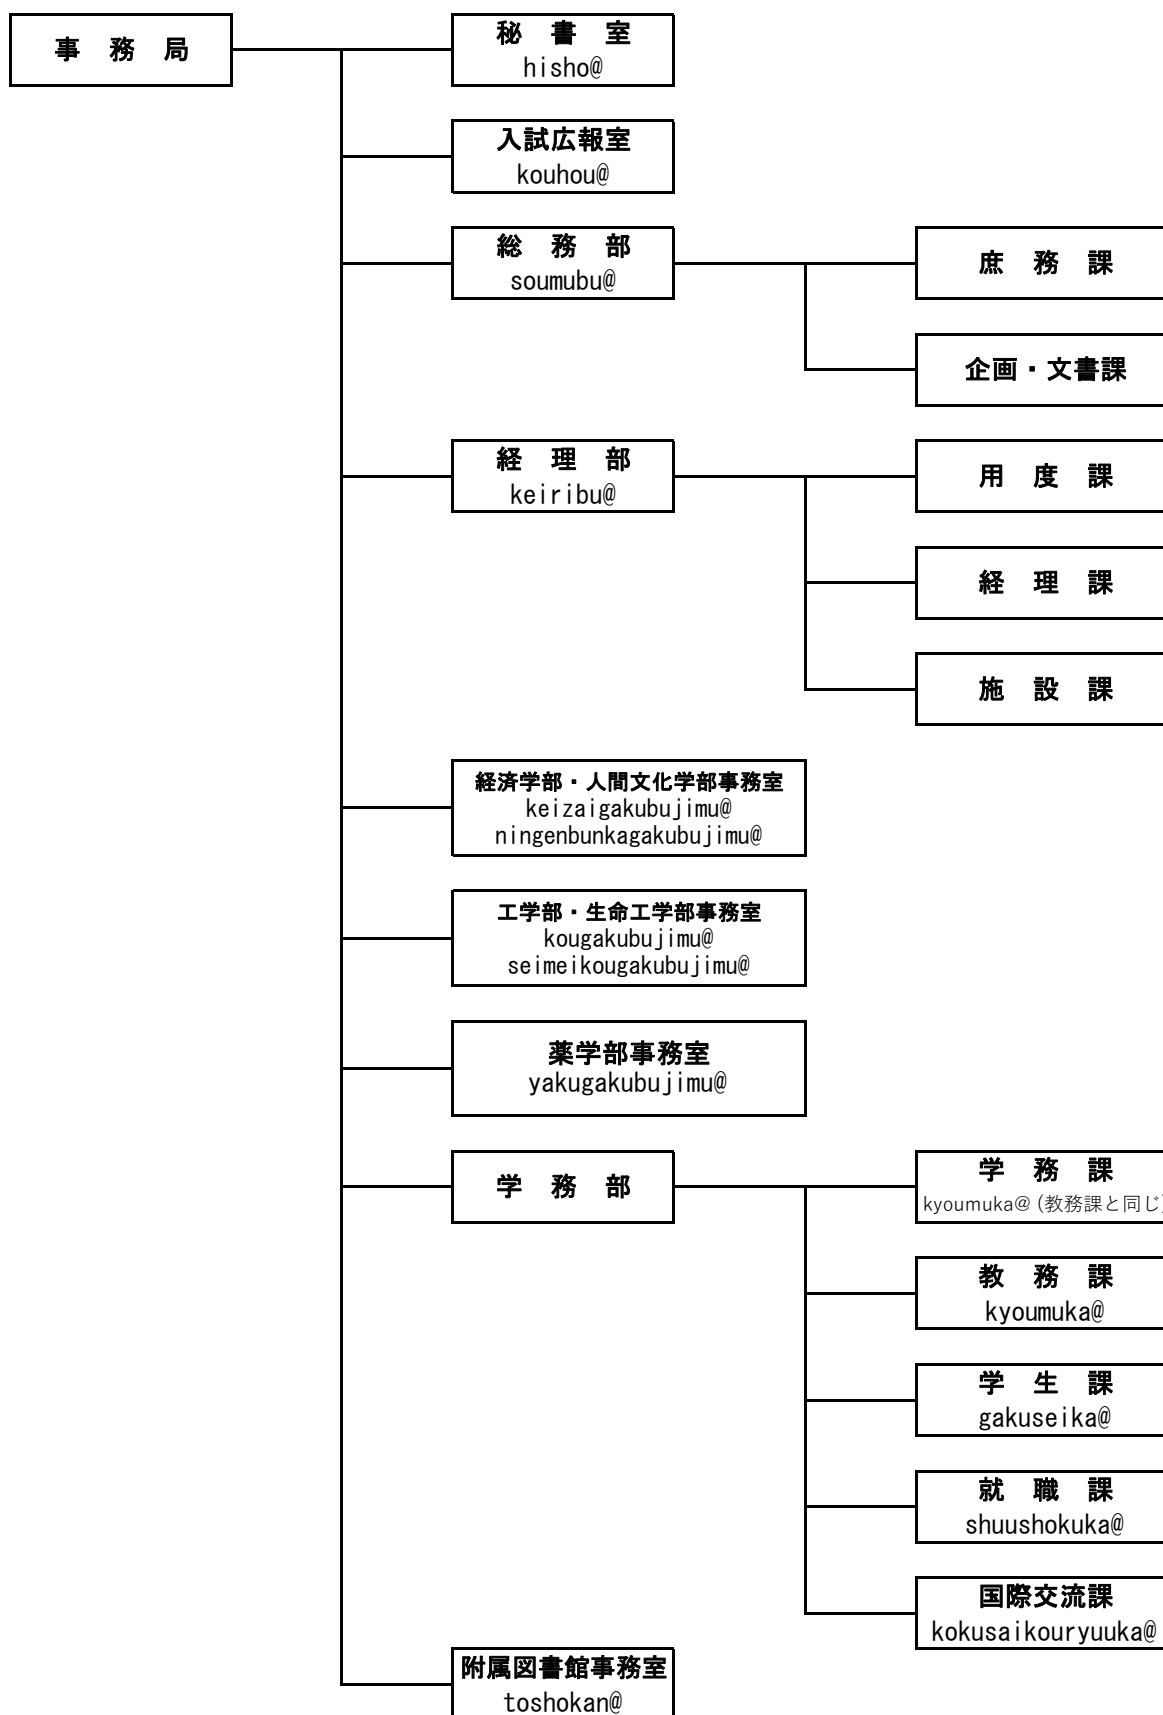 事　務　局
秘　書　室
hisho@
入試広報室
kouhou@
総　務　部
soumubu@
庶　務　課
企画・文書課
経　理　部
keiribu@
用　度　課
経　理　課
施　設　課
経済学部・人間文化学部事務室
keizaigakubujimu@
ningenbunkagakubujimu@
工学部・生命工学部事務室
kougakubujimu@
seimeikougakubujimu@
薬学部事務室
yakugakubujimu@
学　務　部
学　務　課
kyoumuka@ (教務課と同じ)
教　務　課
kyoumuka@
学　生　課
gakuseika@
就　職　課
shuushokuka@
国際交流課
kokusaikouryuuka@
附属図書館事務室
toshokan@